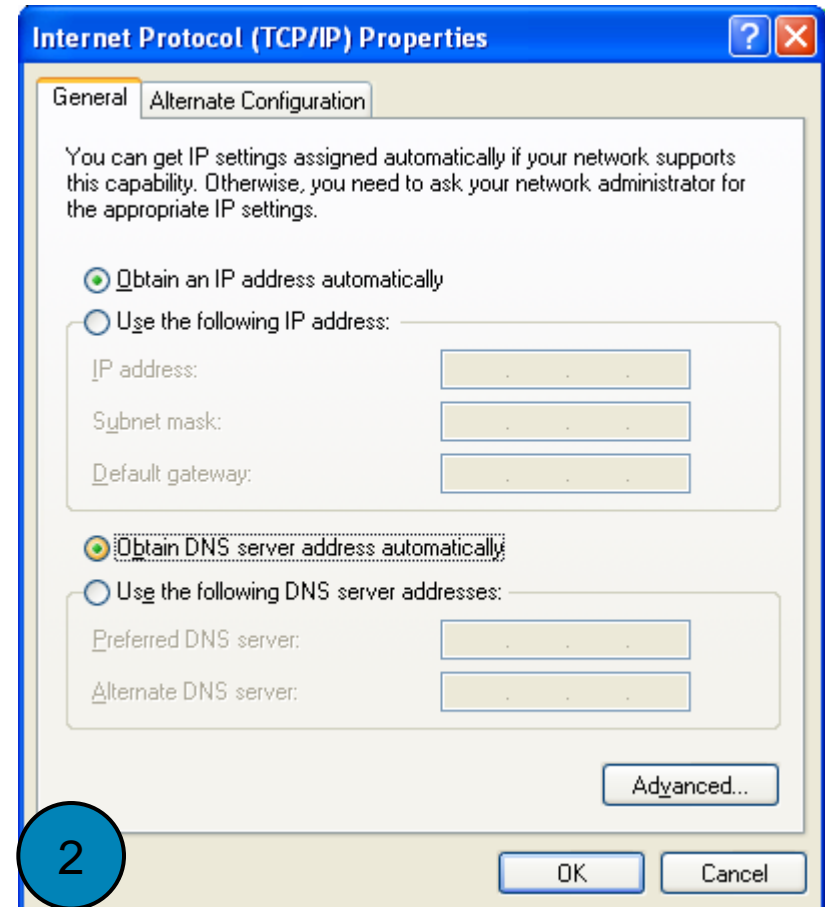 Internet Protocol (TCP/IP) Properties
General
Alternate Configuration
You can get IP settings assigned automatically if your network supports
this capability. Otherwise, you need to ask your network administrator for
the appropriate IP settings.
Obtain an IP address automatically
Use the following IP address:
IP address:
Subnet mask:
Default gateway:
Obtain DNS server address automatically
Use the following DNS server addresses:
Preferred DNS server:
Alternate DNS server:
Advanced...
2
OK
Cancel